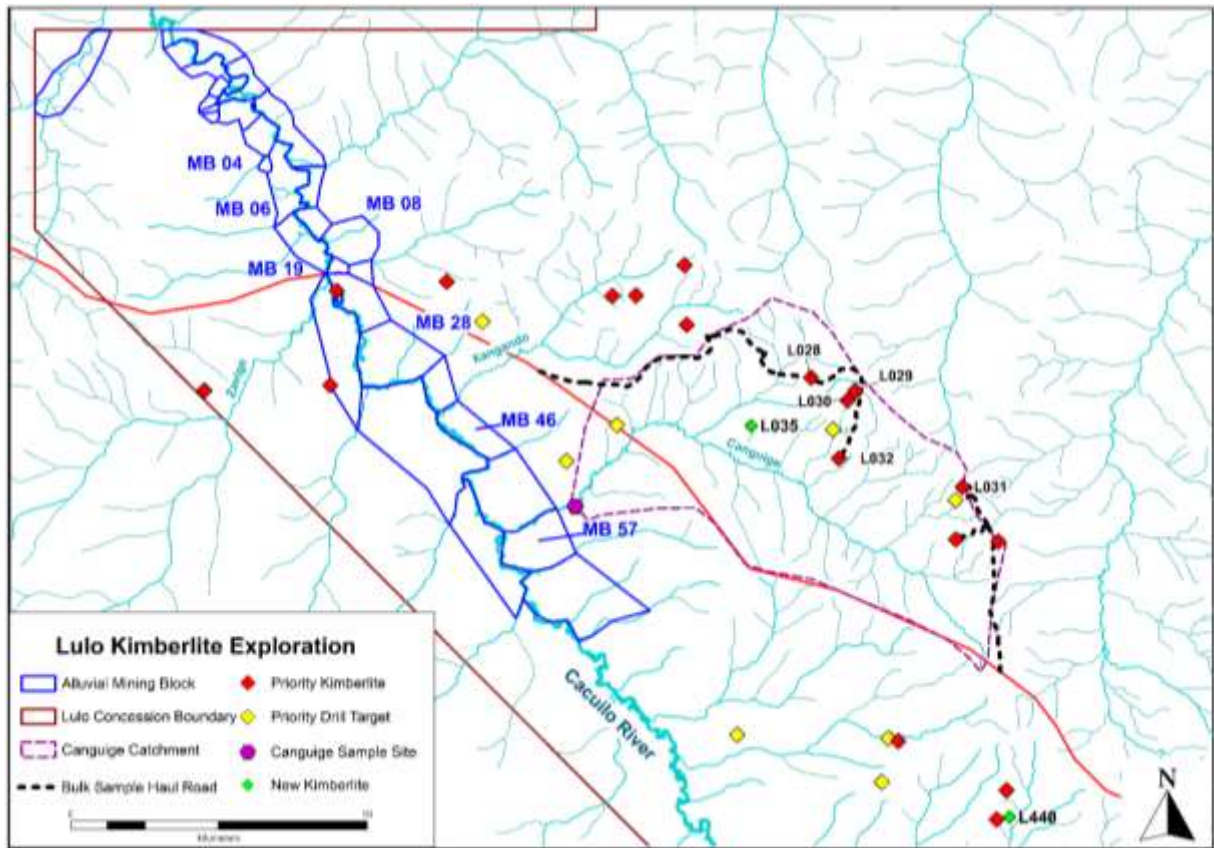 MB 04
MB 06
MB 08
MB 19
MB 28
Kangando
L028
L029
L030
MB 46
L035
Canguige
L032
L031
MB 57
Cacuilo River
L440
N
Lulo Kimberlite Exploration
Alluvial Mining Block
Priority Kimberlite
Lulo Concession Boundary
Priority Drill Target
Canguige Catchment
Canguige Sample Site
Bulk Sample Haul Road
New Kimberlite